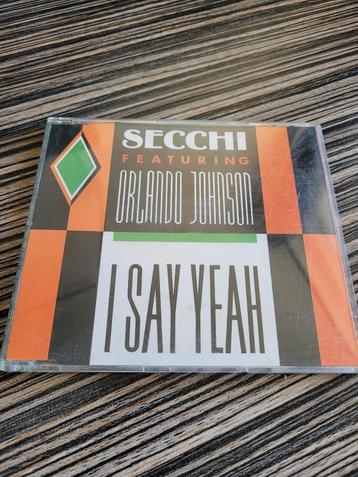 SECCHI
FEATURING
ORLANDO JOHNSON
I SAY YEAH